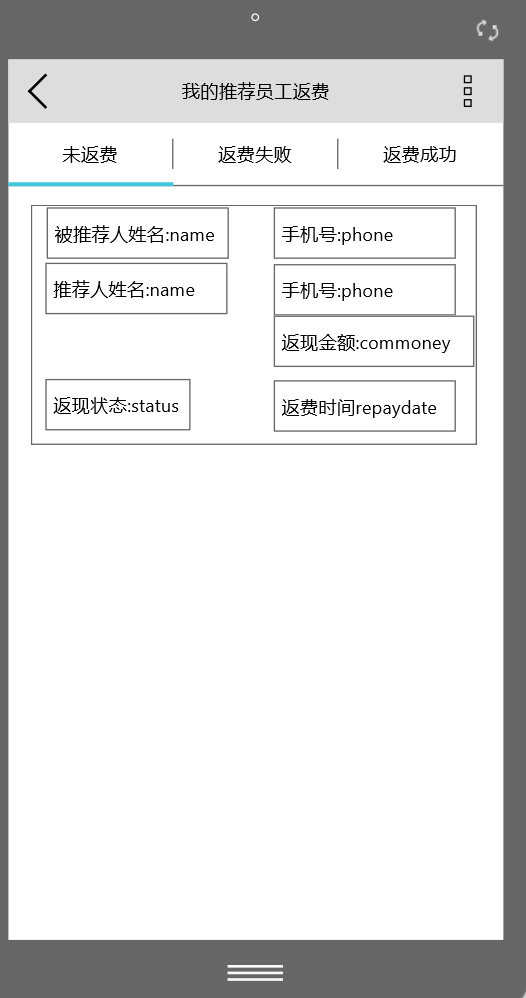 我的推荐员工返费
未返费 返费失败 返费成功
被推荐人姓名:name 手机号:phone
推荐人姓名:name 手机号:phone
返现金额:commoney
返现状态:status 返费时间repaydate